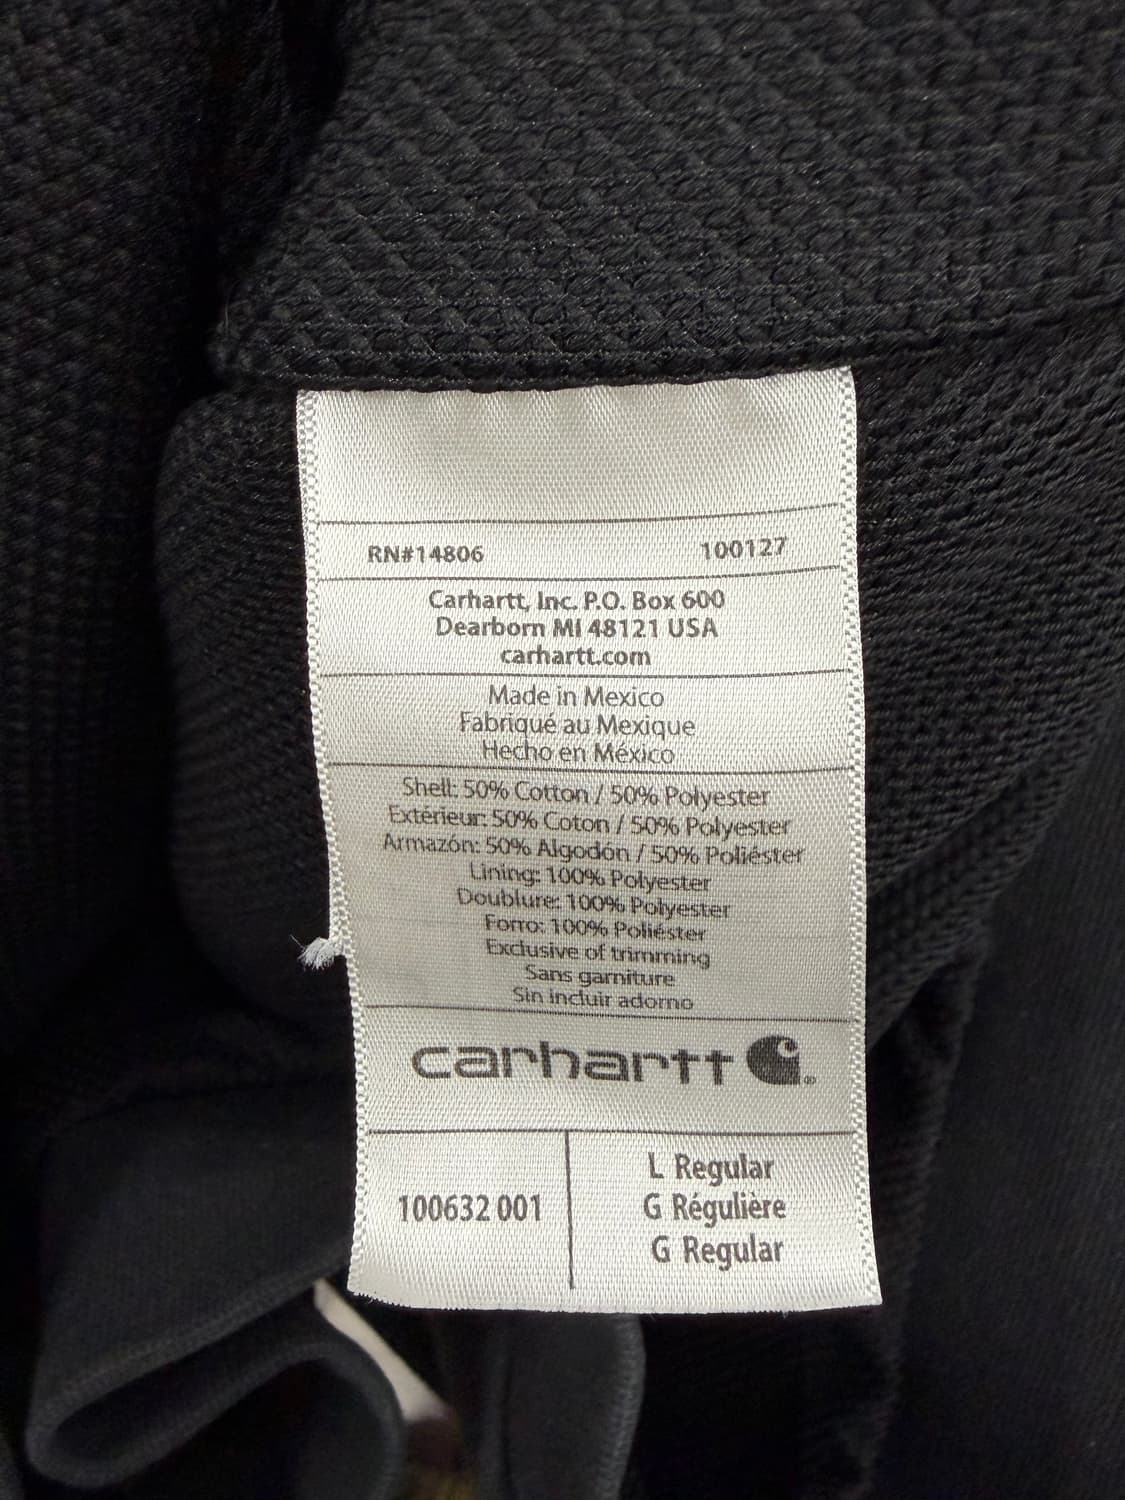 RN#14806 100127
Carhartt, Inc. P.O. Box 600
Dearborn MI 48121 USA
carhartt.com
Made in Mexico
Fabriqué au Mexique
Hecho en México
Shell: 50% Cotton / 50% Polyester
Extérieur: 50% Coton / 50% Polyester
Armazón: 50% Algodón / 50% Poliéster
Lining: 100% Polyester
Doublure: 100% Polyester
Forro: 100% Poliéster
Exclusive of trimming
Sans garniture
Sin incluir adorno
carhartt
100632 001
L Regular
G Régulière
G Regular